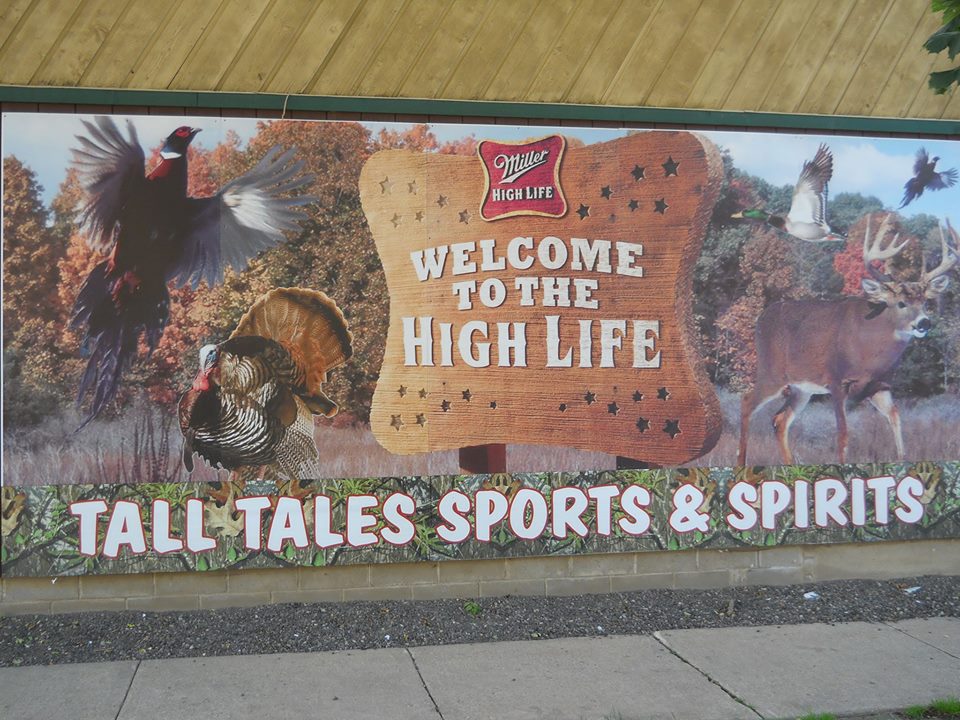 Miller
HIGH LIFE
WELCOME
TO THE
HIGH LIFE
TALL TALES SPORTS & SPIRITS